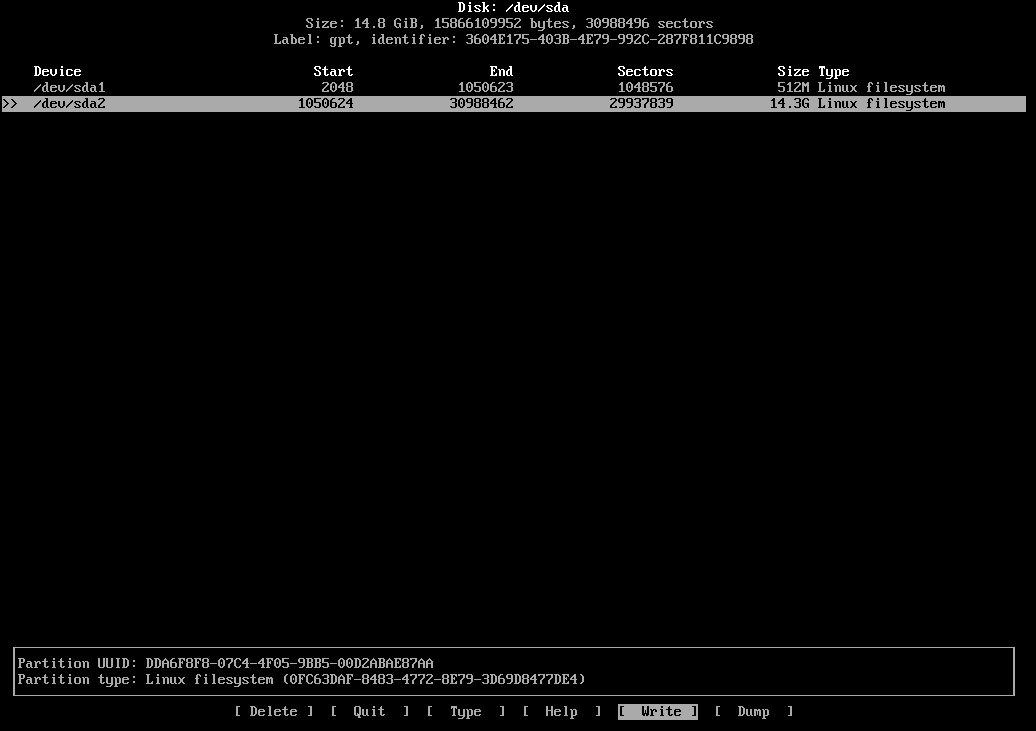 Disk: /dev/sda
Size: 14.8 GiB, 15866109952 bytes, 30988496 sectors
Label: gpt, identifier: 3604E175-403B-4E79-992C-287F811C9898
Device Start End Sectors Size Type
/dev/sda1 2048 1050623 1048576 512M Linux filesystem
>> /dev/sda2 1050624 30988462 29937839 14.3G Linux filesystem
Partition UUID: DDA6F8F8-07C4-4F05-9BB5-00D2ABAE87AA
Partition type: Linux filesystem (0FC63DAF-8483-4772-8E79-3D69D8477DE4)
[ Delete ] [ Quit ] [ Type ] [ Help ] [ Write ] [ Dump ]